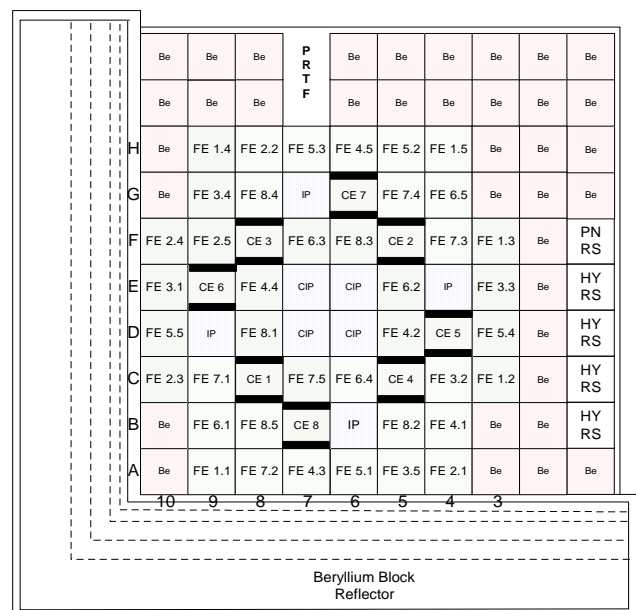 Be Be Be P R T F Be Be Be Be Be Be
Be Be Be Be Be Be Be Be Be
H Be FE 1.4 FE 2.2 FE 5.3 FE 4.5 FE 5.2 FE 1.5 Be Be Be
G Be FE 3.4 FE 8.4 IP CE 7 FE 7.4 FE 6.5 Be Be Be
F FE 2.4 FE 2.5 CE 3 FE 6.3 FE 8.3 CE 2 FE 7.3 FE 1.3 Be PN RS
E FE 3.1 CE 6 FE 4.4 CIP CIP FE 6.2 IP FE 3.3 Be HY RS
D FE 5.5 IP FE 8.1 CIP CIP FE 4.2 CE 5 FE 5.4 Be HY RS
C FE 2.3 FE 7.1 CE 1 FE 7.5 FE 6.4 CE 4 FE 3.2 FE 1.2 Be HY RS
B Be FE 6.1 FE 8.5 CE 8 IP FE 8.2 FE 4.1 Be Be HY RS
A Be FE 1.1 FE 7.2 FE 4.3 FE 5.1 FE 3.5 FE 2.1 Be Be Be
10 9 8 7 6 5 4 3
Beryllium Block
Reflector